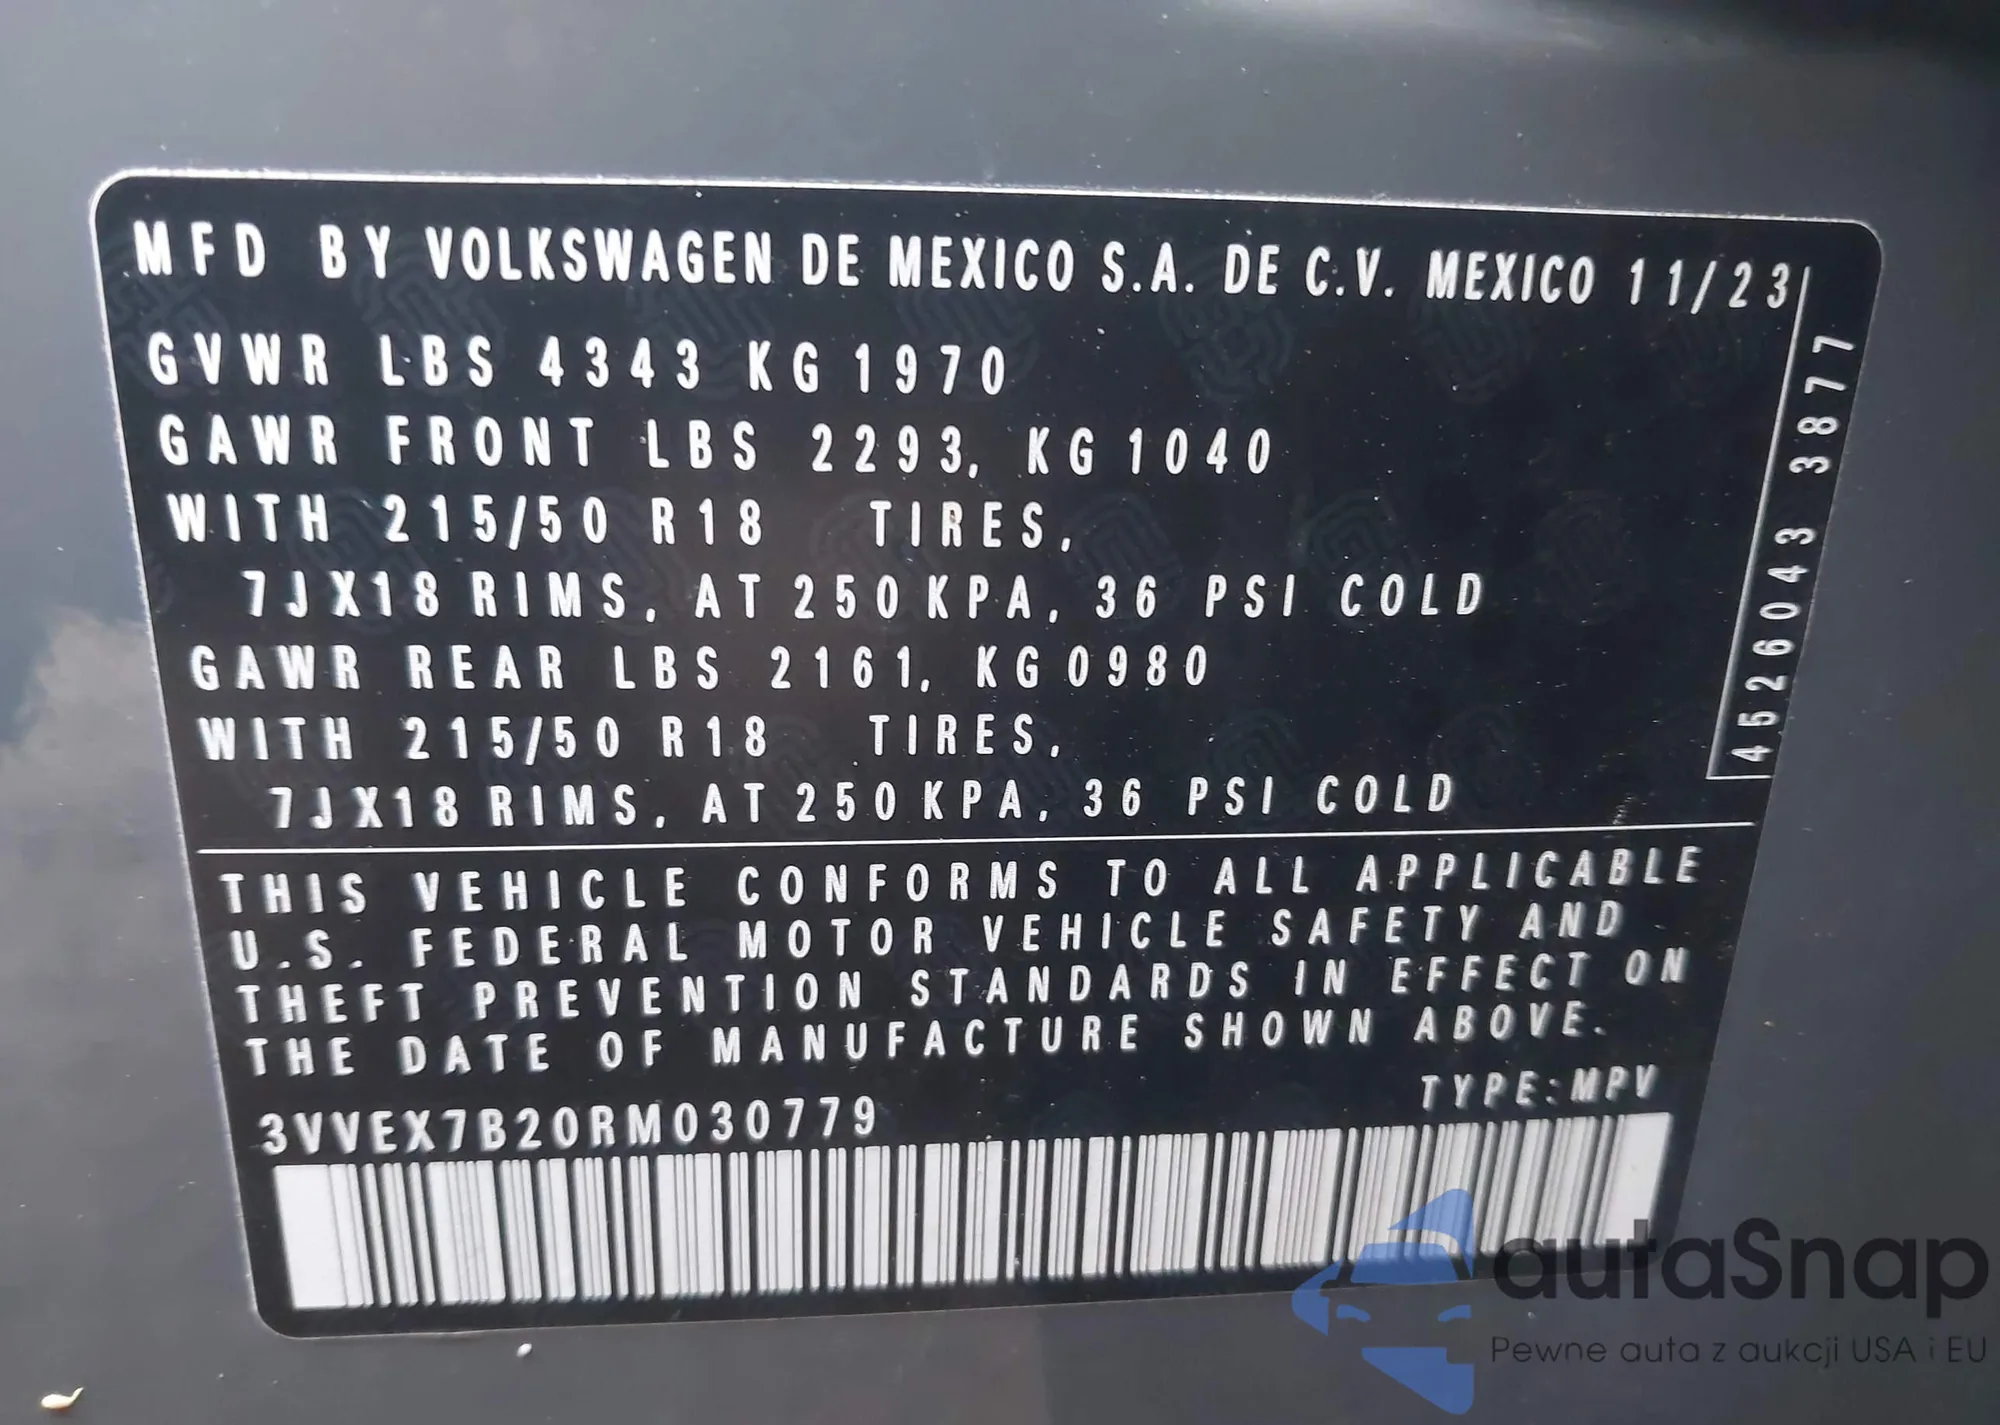 MFD BY VOLKSWAGEN DE MEXICO S.A. DE C.V. MEXICO 11/23
GVWR LBS 4343 KG 1970
GAWR FRONT LBS 2293, KG 1040
WITH 215/50 R18 TIRES,
7JX18 RIMS, AT 250 KPA, 36 PSI COLD
GAWR REAR LBS 2161, KG 0980
WITH 215/50 R18 TIRES,
7JX18 RIMS, AT 250 KPA, 36 PSI COLD
4526043 3877
THIS VEHICLE CONFORMS TO ALL APPLICABLE
U.S. FEDERAL MOTOR VEHICLE SAFETY AND
THEFT PREVENTION STANDARDS IN EFFECT ON
THE DATE OF MANUFACTURE SHOWN ABOVE.
TYPE:MPV
3VVEX7B20RM030779
autaSnap
Pewne auta z aukcji USA i EU